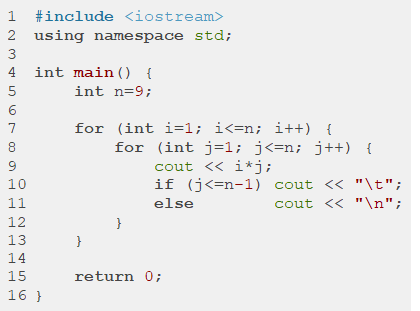 1 #include <iostream>
2 using namespace std;
3
4 int main() {
5     int n=9;
6
7     for (int i=1; i<=n; i++) {
8         for (int j=1; j<=n; j++) {
9             cout << i*j;
10             if (j<=n-1) cout << "\t";
11             else        cout << "\n";
12         }
13     }
14
15     return 0;
16 }